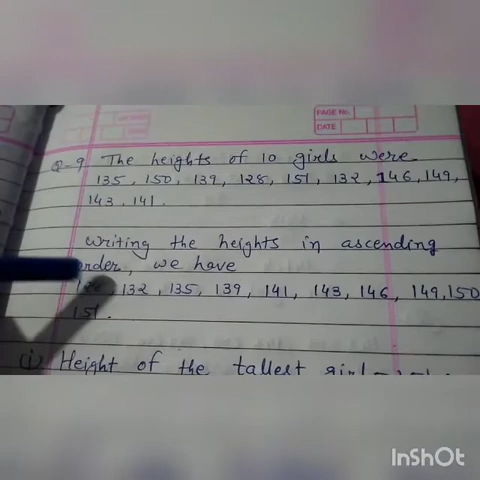 PAGE No.
DATE
Q-9 The heights of 10 girls were
135, 150, 139, 128, 151, 132, 146, 149,
143, 141.
writing the heights in ascending
order, we have
132, 135, 139, 141, 143, 146, 149, 150
151.
(i) Height of the tallest girl =
InShOt